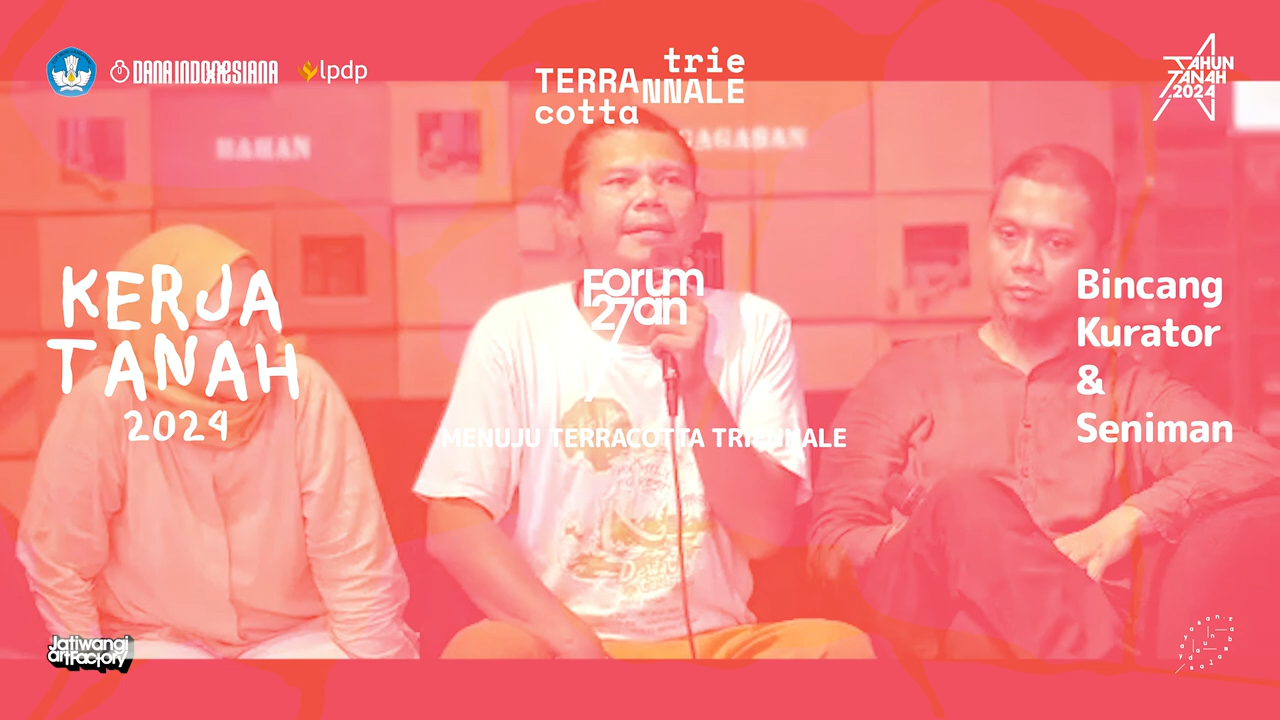 DANA INDONESIANA
lpdp
TERRA
cotta
trie
NNALE
TAHUN
TANAH
2024
BAHAN
GAGASAN
KERJA
TANAH
2024
Forum
27an
MENUJU TERRACOTTA TRIENNALE
Bincang
Kurator
&
Seniman
Jatiwangi
artFactory